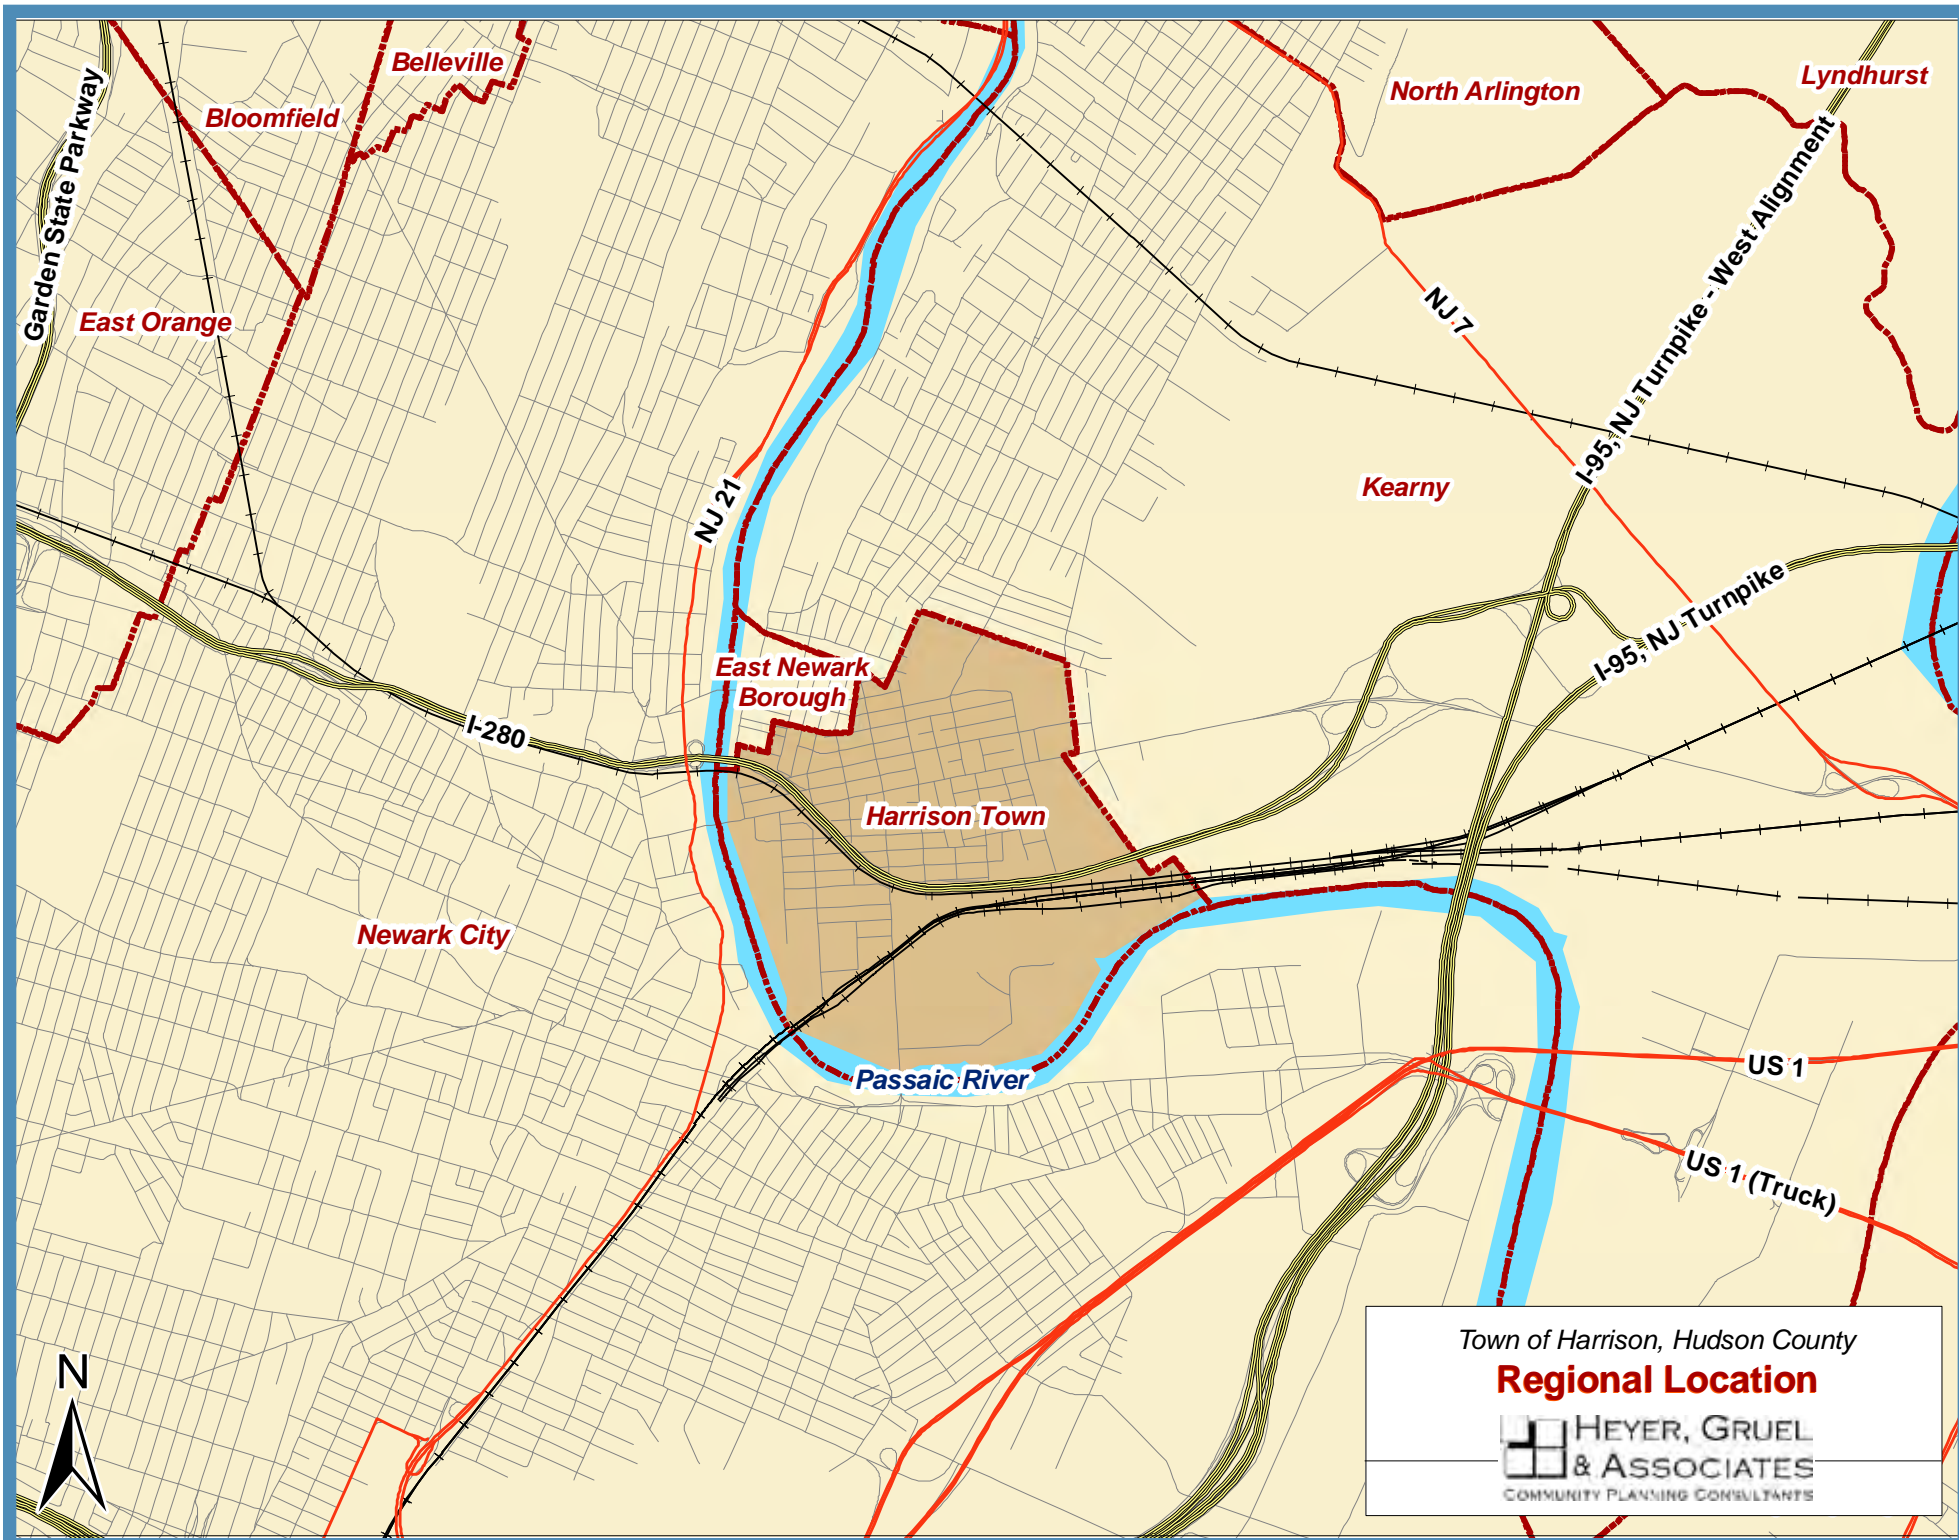 Belleville
Bloomfield
North Arlington
Lyndhurst
Garden State Parkway
East Orange
I-95, NJ Turnpike - West Alignment
NJ 7
NJ 21
Kearny
I-95, NJ Turnpike
East Newark
Borough
I-280
Harrison Town
Newark City
Passaic River
US 1
US 1 (Truck)
N
Town of Harrison, Hudson County
Regional Location
HEYER, GRUEL
& ASSOCIATES
COMMUNITY PLANNING CONSULTANTS